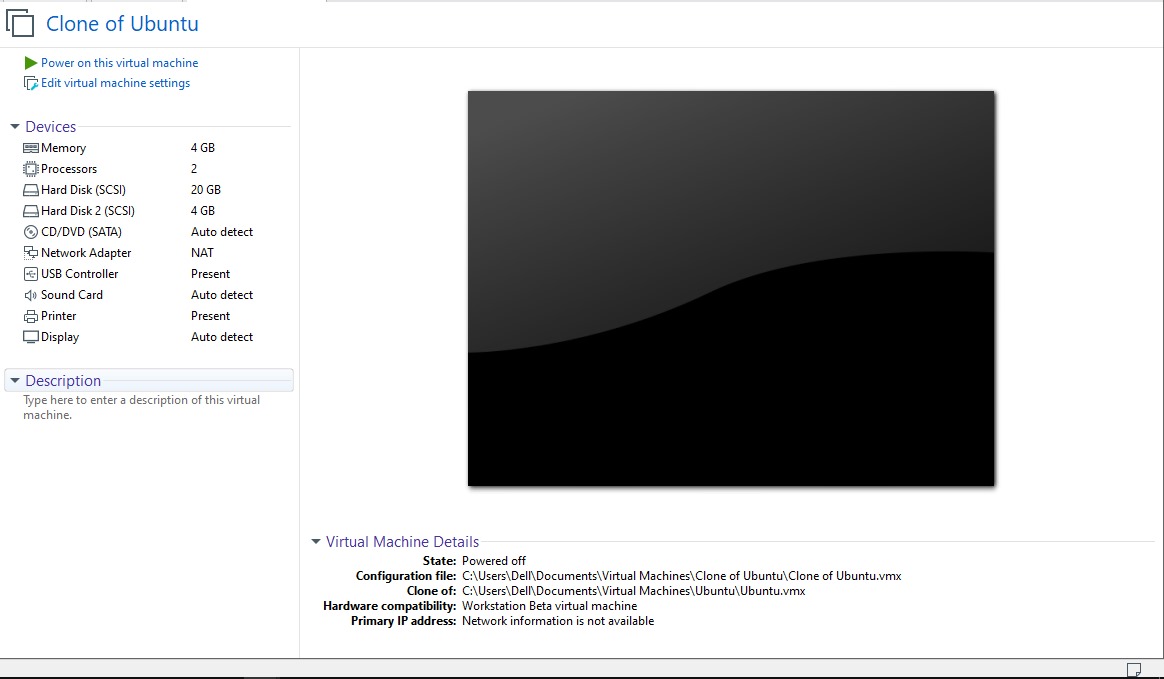 Clone of Ubuntu
Power on this virtual machine
Edit virtual machine settings
Devices
Memory 4 GB
Processors 2
Hard Disk (SCSI) 20 GB
Hard Disk 2 (SCSI) 4 GB
CD/DVD (SATA) Auto detect
Network Adapter NAT
USB Controller Present
Sound Card Auto detect
Printer Present
Display Auto detect
Description
Type here to enter a description of this virtual
machine.
Virtual Machine Details
State: Powered off
Configuration file: C:\Users\Dell\Documents\Virtual Machines\Clone of Ubuntu\Clone of Ubuntu.vmx
Clone of: C:\Users\Dell\Documents\Virtual Machines\Ubuntu\Ubuntu.vmx
Hardware compatibility: Workstation Beta virtual machine
Primary IP address: Network information is not available